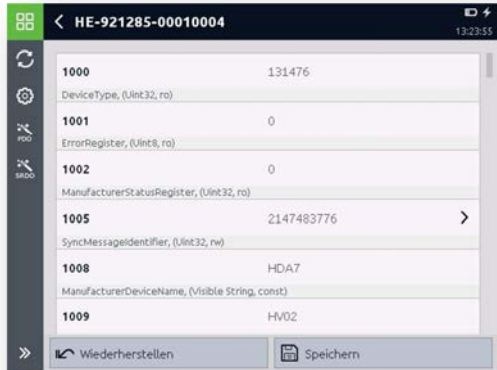 HE-921285-00010004
13:23:55
1000 131476
DeviceType, (Uint32, ro)
1001 0
ErrorRegister, (Uint8, ro)
1002 0
ManufacturerStatusRegister, (Uint32, ro)
1005 2147483776
SyncMessageIdentifier, (Uint32, rw)
1008 HDA7
ManufacturerDeviceName, (Visible String, const)
1009 HV02
PDO
SRDO
Wiederherstellen
Speichern